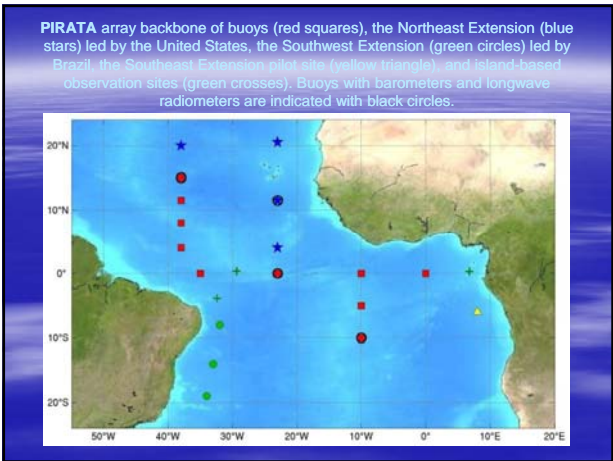 PIRATA array backbone of buoys (red squares), the Northeast Extension (blue
stars) led by the United States, the Southwest Extension (green circles) led by
Brazil, the Southeast Extension pilot site (yellow triangle), and island-based
observation sites (green crosses). Buoys with barometers and longwave
radiometers are indicated with black circles.
20°N
10°N
0°
10°S
20°S
50°W 40°W 30°W 20°W 10°W 0° 10°E 20°E